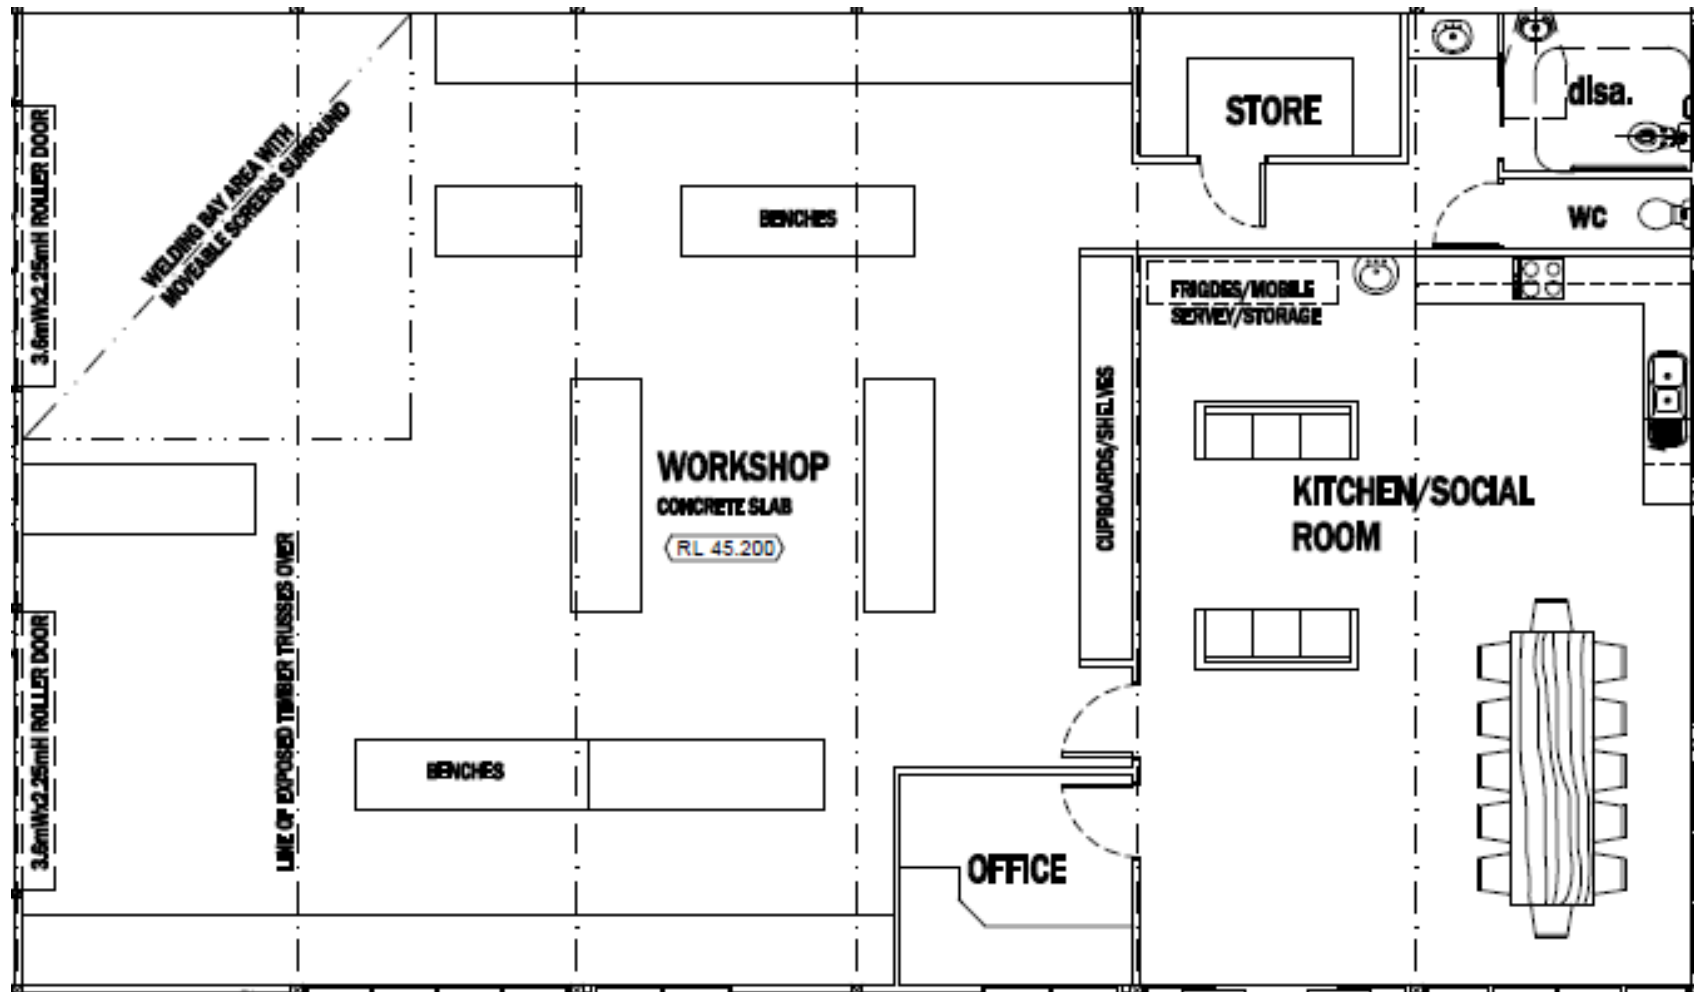 STORE
disa.
WC
3.6mWx2.25mH ROLLER DOOR
WELDING BAY AREA WITH
MOVEABLE SCREENS SURROUND
BENCHES
FRIGDES/MOBILE
SERVEY/STORAGE
CUPBOARDS/SHELVES
WORKSHOP
CONCRETE SLAB
RL 45.200
KITCHEN/SOCIAL
ROOM
3.6mWx2.25mH ROLLER DOOR
LINE OF EXPOSED TIMBER TRUSSES OVER
BENCHES
OFFICE